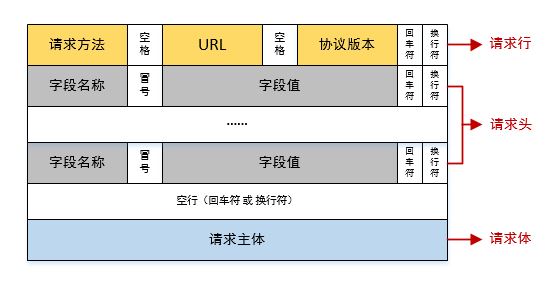 请求方法 空格 URL 空格 协议版本 回车符 换行符 请求行
字段名称 冒号 字段值 回车符 换行符
...... 请求头
字段名称 冒号 字段值 回车符 换行符
空行（回车符 或 换行符）
请求主体 请求体